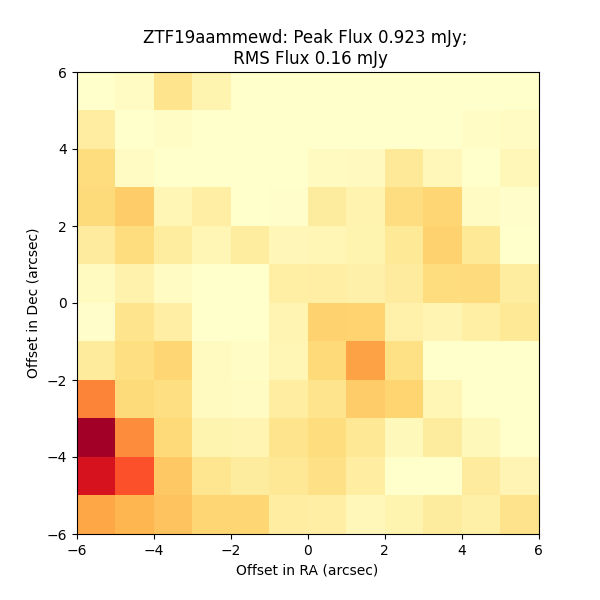 ZTF19aammewd: Peak Flux 0.923 mJy;
RMS Flux 0.16 mJy
6
4
2
0
−2
−4
−6
Offset in Dec (arcsec)
−6 −4 −2 0 2 4 6
Offset in RA (arcsec)